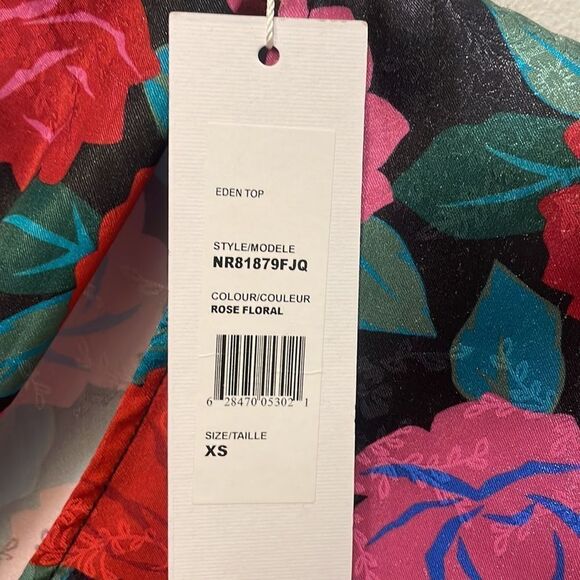 EDEN TOP
STYLE/MODELE
NR81879FJQ
COLOUR/COULEUR
ROSE FLORAL
6 28470 05302 1
SIZE/TAILLE
XS